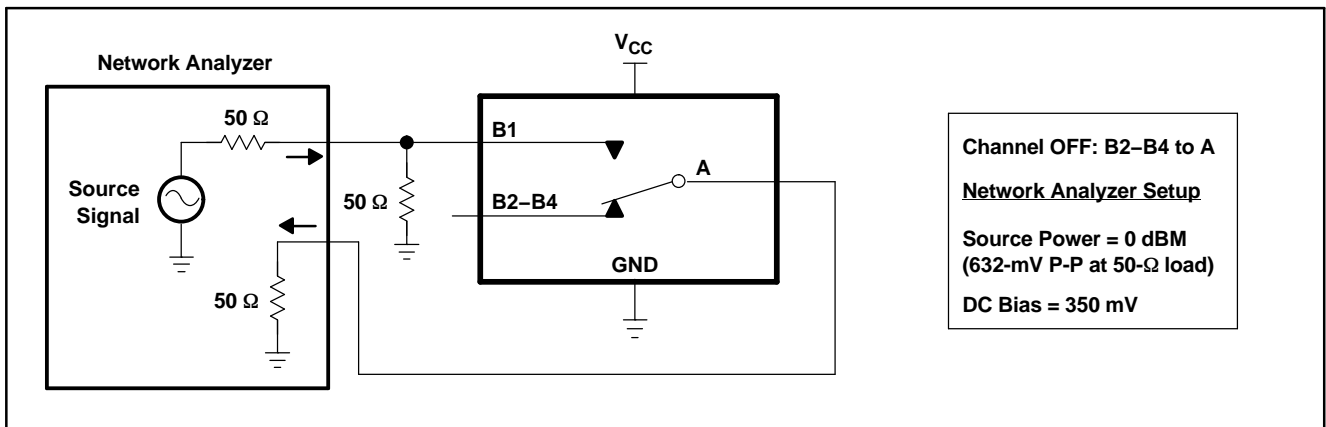 V_CC
Network Analyzer
50 Ω
B1
A
Source
Signal
50 Ω
B2–B4
GND
50 Ω
Channel OFF: B2–B4 to A
Network Analyzer Setup
Source Power = 0 dBM
(632-mV P-P at 50-Ω load)
DC Bias = 350 mV